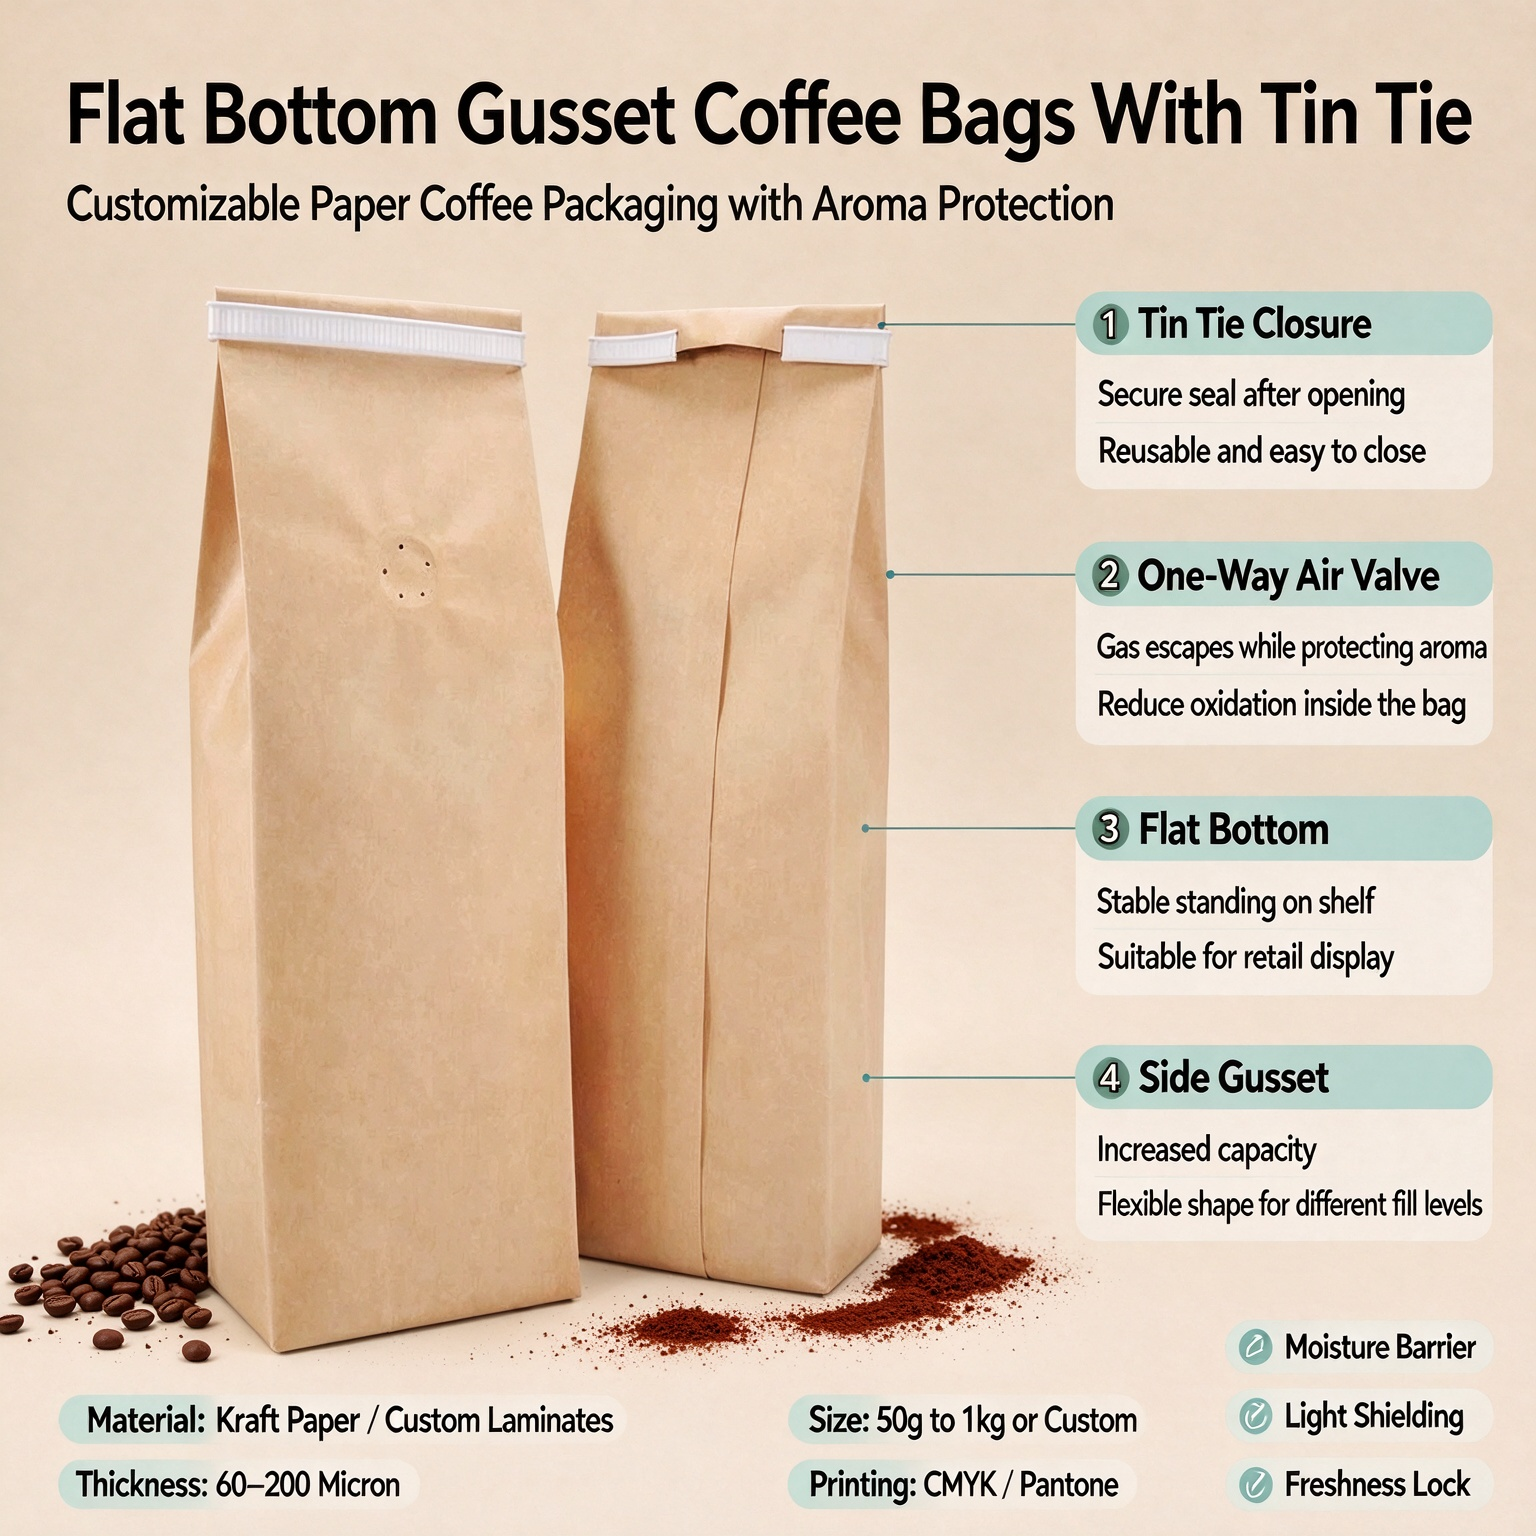 Flat Bottom Gusset Coffee Bags With Tin Tie
Customizable Paper Coffee Packaging with Aroma Protection
1 Tin Tie Closure
Secure seal after opening
Reusable and easy to close
2 One-Way Air Valve
Gas escapes while protecting aroma
Reduce oxidation inside the bag
3 Flat Bottom
Stable standing on shelf
Suitable for retail display
4 Side Gusset
Increased capacity
Flexible shape for different fill levels
Moisture Barrier
Light Shielding
Freshness Lock
Material: Kraft Paper / Custom Laminates
Thickness: 60–200 Micron
Size: 50g to 1kg or Custom
Printing: CMYK / Pantone